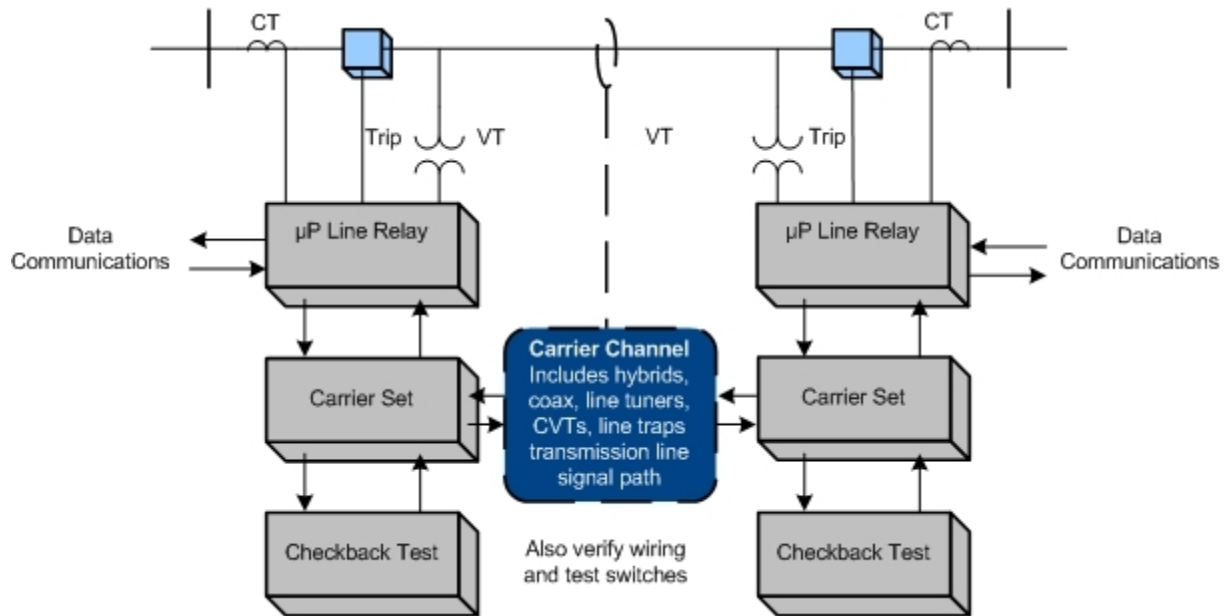 CT
CT
Trip
VT
VT
Trip
µP Line Relay
µP Line Relay
Data
Communications
Data
Communications
Carrier Channel
Includes hybrids,
coax, line tuners,
CVTs, line traps
transmission line
signal path
Carrier Set
Carrier Set
Checkback Test
Also verify wiring
and test switches
Checkback Test